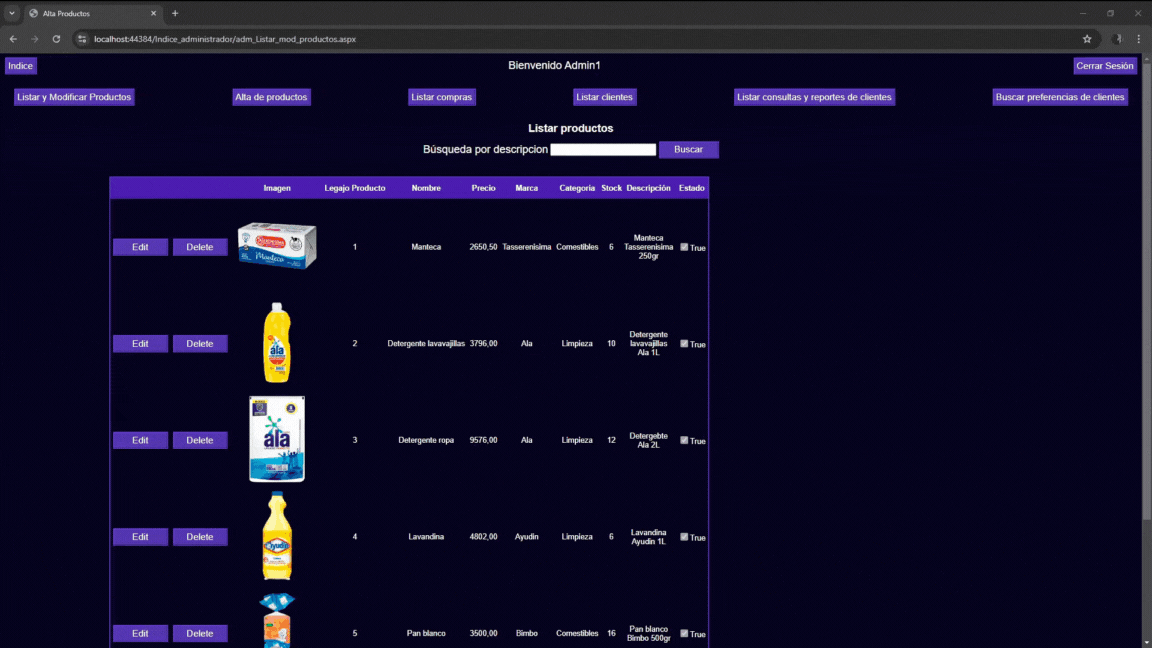 Alta Productos
localhost:44384/Indice_administrador/adm_Listar_mod_productos.aspx
Indice
Bienvenido Admin1
Cerrar Sesión
Listar y Modificar Productos
Alta de productos
Listar compras
Listar clientes
Listar consultas y reportes de clientes
Buscar preferencias de clientes
Listar productos
Búsqueda por descripcion
Buscar
Imagen Legajo Producto Nombre Precio Marca Categoria Stock Descripción Estado
Edit Delete 1 Manteca 2650,50 Tasserenisima Comestibles 6 Manteca Tasserenisima 250gr True
Manteca
Edit Delete 2 Detergente lavavajillas 3796,00 Ala Limpieza 10 Detergente lavavajillas Ala 1L True
ala
Edit Delete 3 Detergente ropa 9576,00 Ala Limpieza 12 Detergebte Ala 2L True
ala
Edit Delete 4 Lavandina 4802,00 Ayudin Limpieza 6 Lavandina Ayudin 1L True
Ayudin
Edit Delete 5 Pan blanco 3500,00 Bimbo Comestibles 16 Pan blanco Bimbo 500gr True